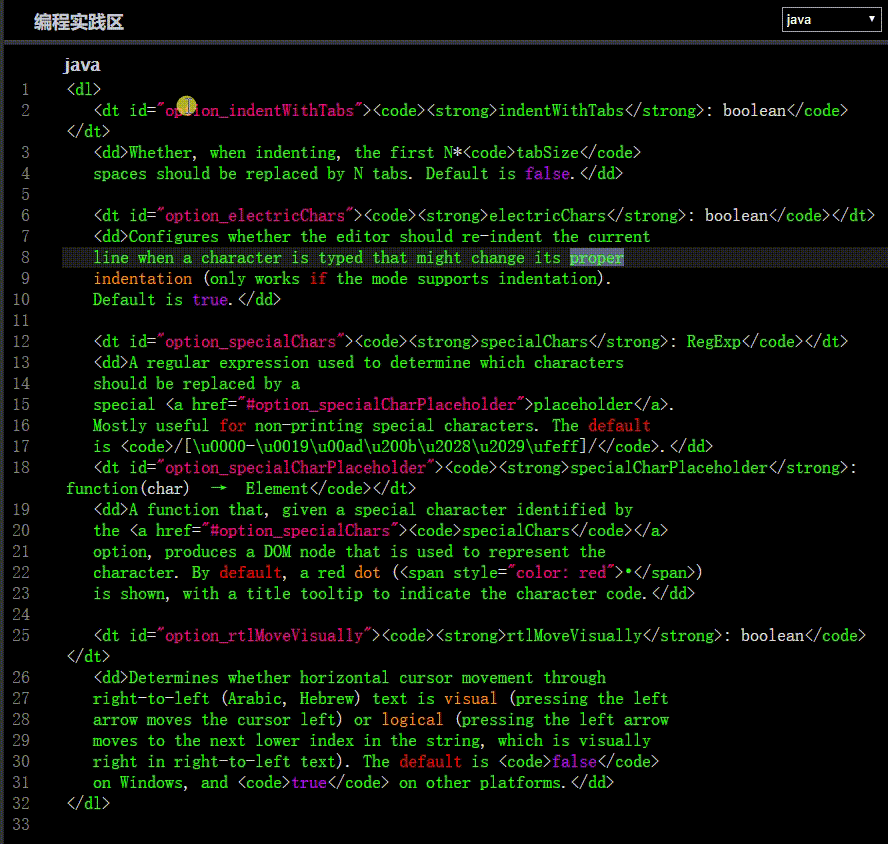 编程实践区
java
java
1 <dl>
2 <dt id="option_indentWithTabs"><code><strong>indentWithTabs</strong>: boolean</code>
</dt>
3 <dd>Whether, when indenting, the first N*<code>tabSize</code>
4 spaces should be replaced by N tabs. Default is false.</dd>
5
6 <dt id="option_electricChars"><code><strong>electricChars</strong>: boolean</code></dt>
7 <dd>Configures whether the editor should re-indent the current
8 line when a character is typed that might change its proper
9 indentation (only works if the mode supports indentation).
10 Default is true.</dd>
11
12 <dt id="option_specialChars"><code><strong>specialChars</strong>: RegExp</code></dt>
13 <dd>A regular expression used to determine which characters
14 should be replaced by a
15 special <a href="#option_specialCharPlaceholder">placeholder</a>.
16 Mostly useful for non-printing special characters. The default
17 is <code>/[\u0000-\u0019\u00ad\u200b\u2028\u2029\ufeff]/</code>.</dd>
18 <dt id="option_specialCharPlaceholder"><code><strong>specialCharPlaceholder</strong>:
function(char) → Element</code></dt>
19 <dd>A function that, given a special character identified by
20 the <a href="#option_specialChars"><code>specialChars</code></a>
21 option, produces a DOM node that is used to represent the
22 character. By default, a red dot (<span style="color: red">•</span>)
23 is shown, with a title tooltip to indicate the character code.</dd>
24
25 <dt id="option_rtlMoveVisually"><code><strong>rtlMoveVisually</strong>: boolean</code>
</dt>
26 <dd>Determines whether horizontal cursor movement through
27 right-to-left (Arabic, Hebrew) text is visual (pressing the left
28 arrow moves the cursor left) or logical (pressing the left arrow
29 moves to the next lower index in the string, which is visually
30 right in right-to-left text). The default is <code>false</code>
31 on Windows, and <code>true</code> on other platforms.</dd>
32 </dl>
33